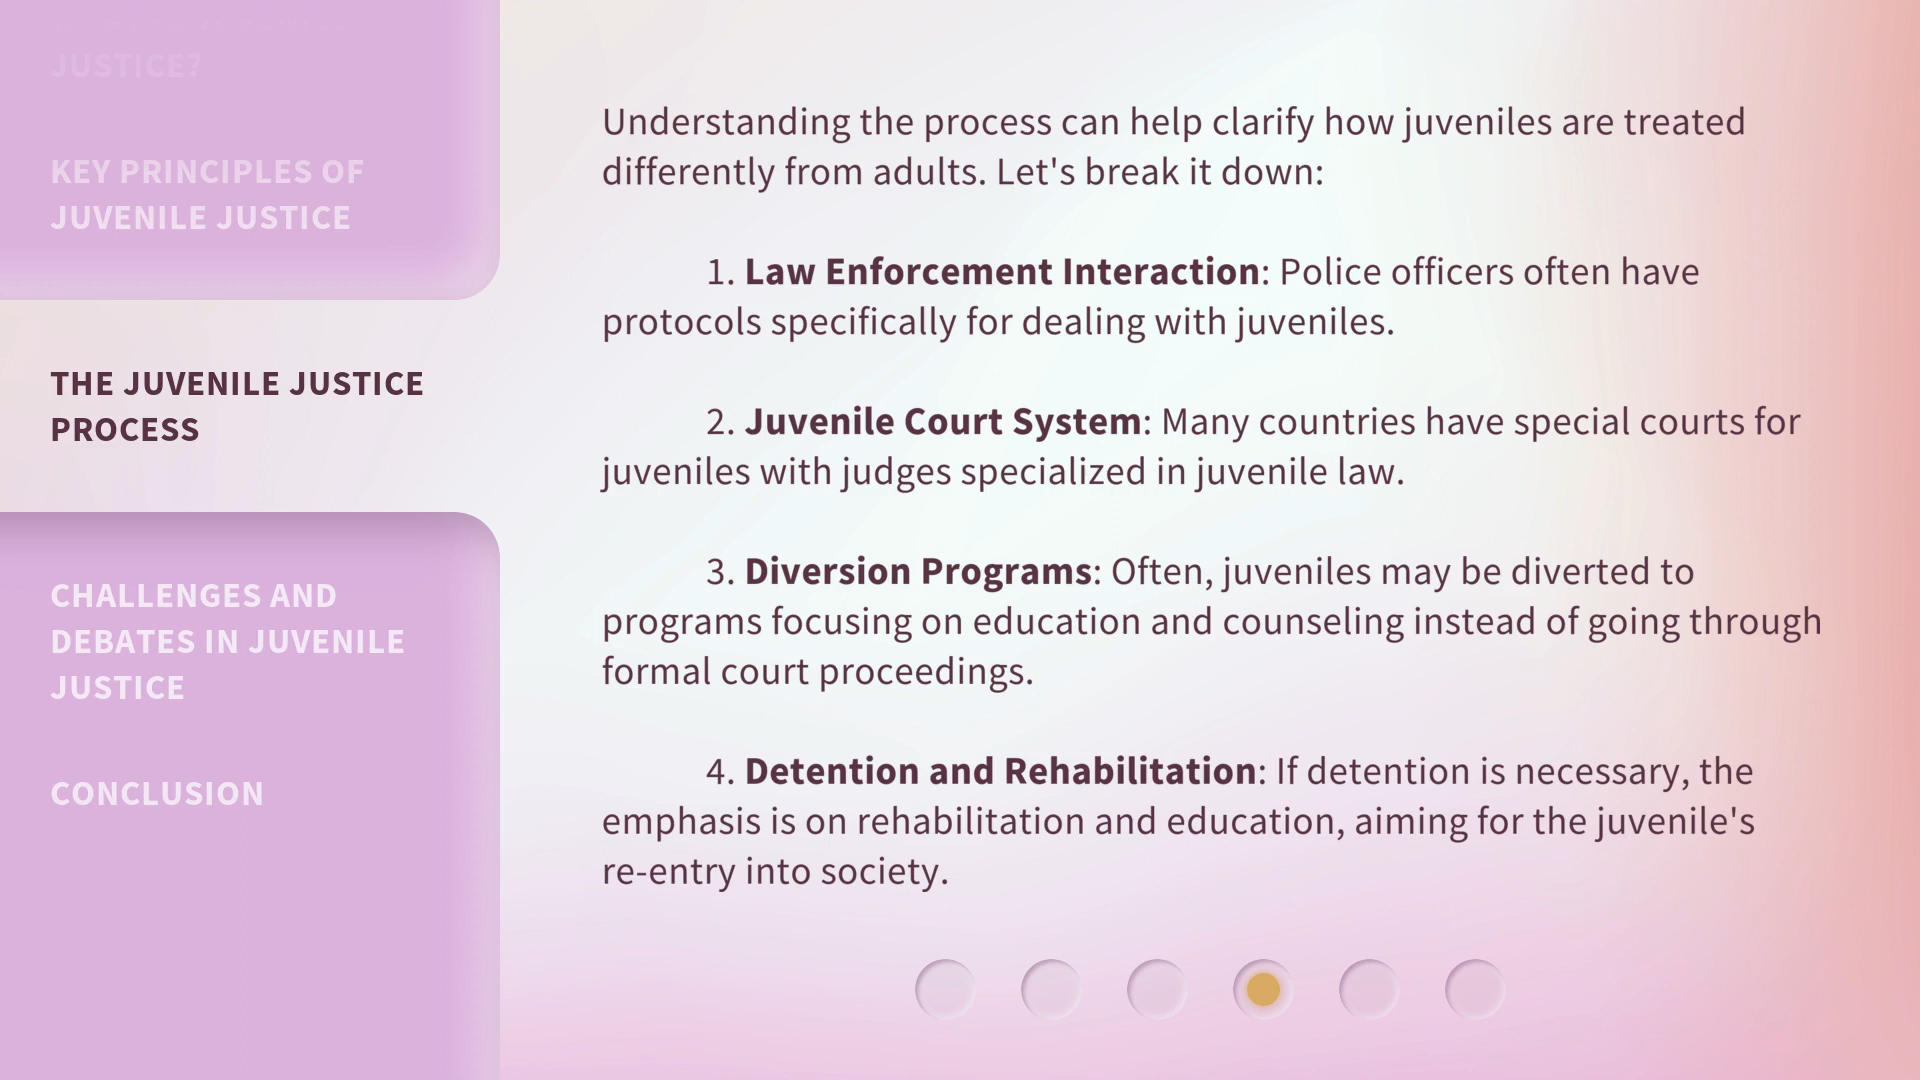 JUSTICE?
KEY PRINCIPLES OF
JUVENILE JUSTICE
THE JUVENILE JUSTICE
PROCESS
CHALLENGES AND
DEBATES IN JUVENILE
JUSTICE
CONCLUSION
Understanding the process can help clarify how juveniles are treated
differently from adults. Let's break it down:
1. Law Enforcement Interaction: Police officers often have
protocols specifically for dealing with juveniles.
2. Juvenile Court System: Many countries have special courts for
juveniles with judges specialized in juvenile law.
3. Diversion Programs: Often, juveniles may be diverted to
programs focusing on education and counseling instead of going through
formal court proceedings.
4. Detention and Rehabilitation: If detention is necessary, the
emphasis is on rehabilitation and education, aiming for the juvenile's
re-entry into society.